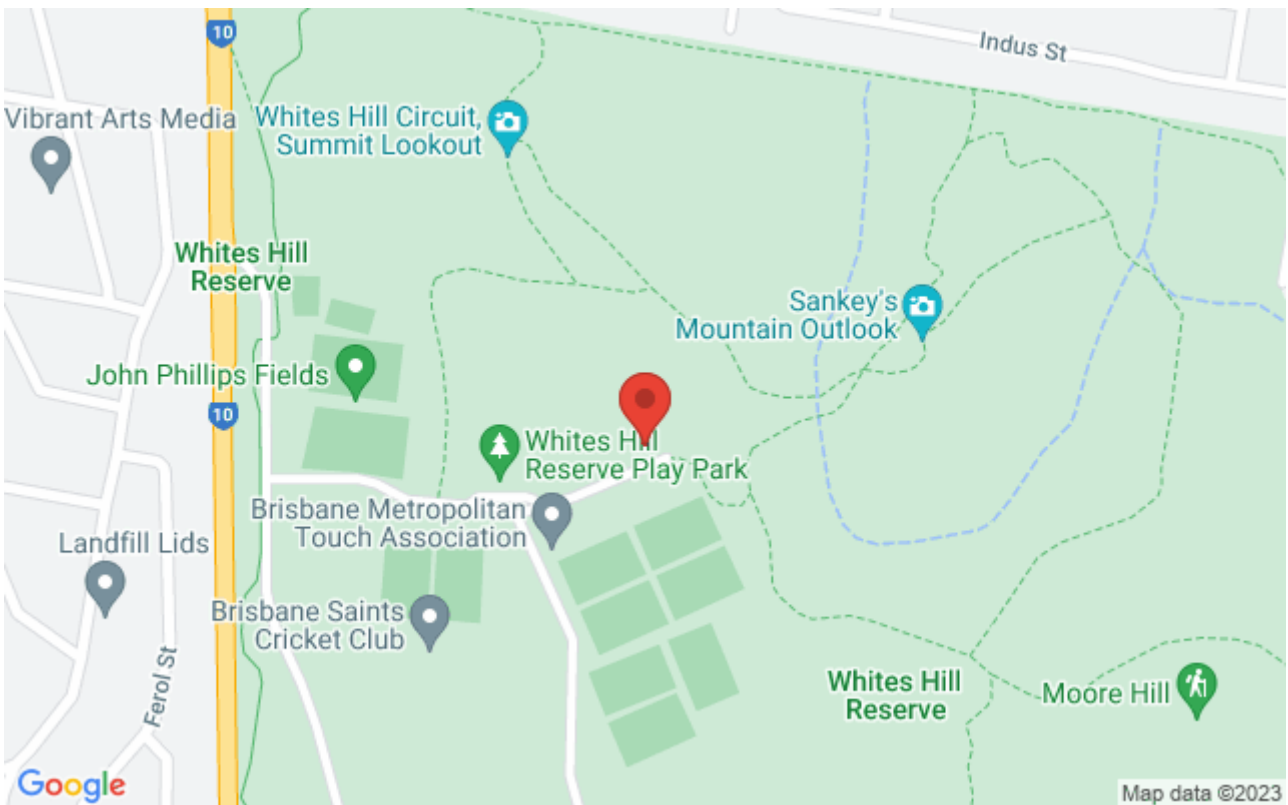 10
Indus St
Vibrant Arts Media
Whites Hill Circuit,
Summit Lookout
Whites Hill
Reserve
Sankey's
Mountain Outlook
John Phillips Fields
10
Whites Hill
Reserve Play Park
Brisbane Metropolitan
Touch Association
Landfill Lids
Brisbane Saints
Cricket Club
Ferol St
Whites Hill
Reserve
Moore Hill
Google
Map data ©2023